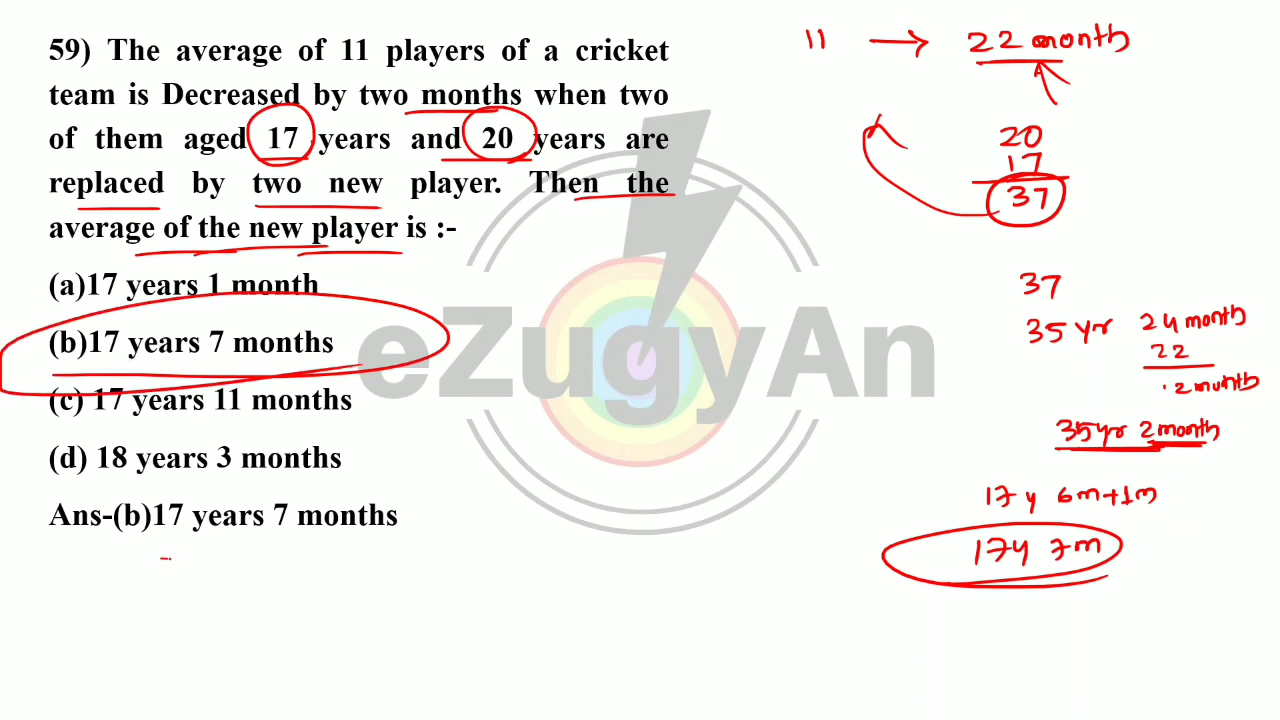 59) The average of 11 players of a cricket
team is Decreased by two months when two
of them aged 17 years and 20 years are
replaced by two new player. Then the
average of the new player is :-
(a)17 years 1 month
(b)17 years 7 months
(c) 17 years 11 months
(d) 18 years 3 months
Ans-(b)17 years 7 months
eZugyAn
11 → 22 month
20
17
37
37
35 yr 24 month
22
2 month
35yr 2month
17 y 6m+1m
17y 7m